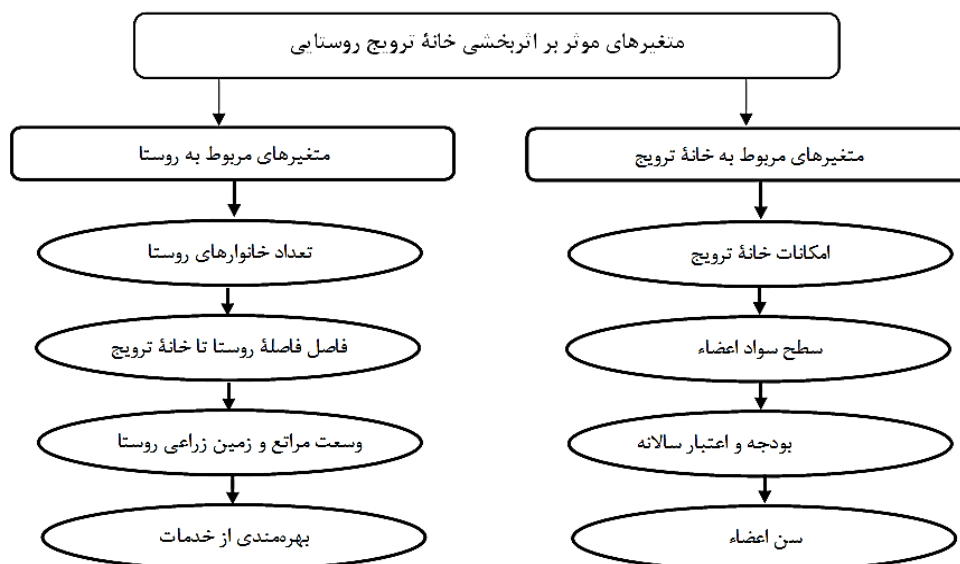 متغیرهای موثر بر اثربخشی خانهٔ ترویج روستایی
متغیرهای مربوط به خانهٔ ترویج
امکانات خانهٔ ترویج
سطح سواد اعضاء
بودجه و اعتبار سالانه
سن اعضاء
متغیرهای مربوط به روستا
تعداد خانوارهای روستا
فاصل فاصلهٔ روستا تا خانهٔ ترویج
وسعت مراتع و زمین زراعی روستا
بهره‌مندی از خدمات